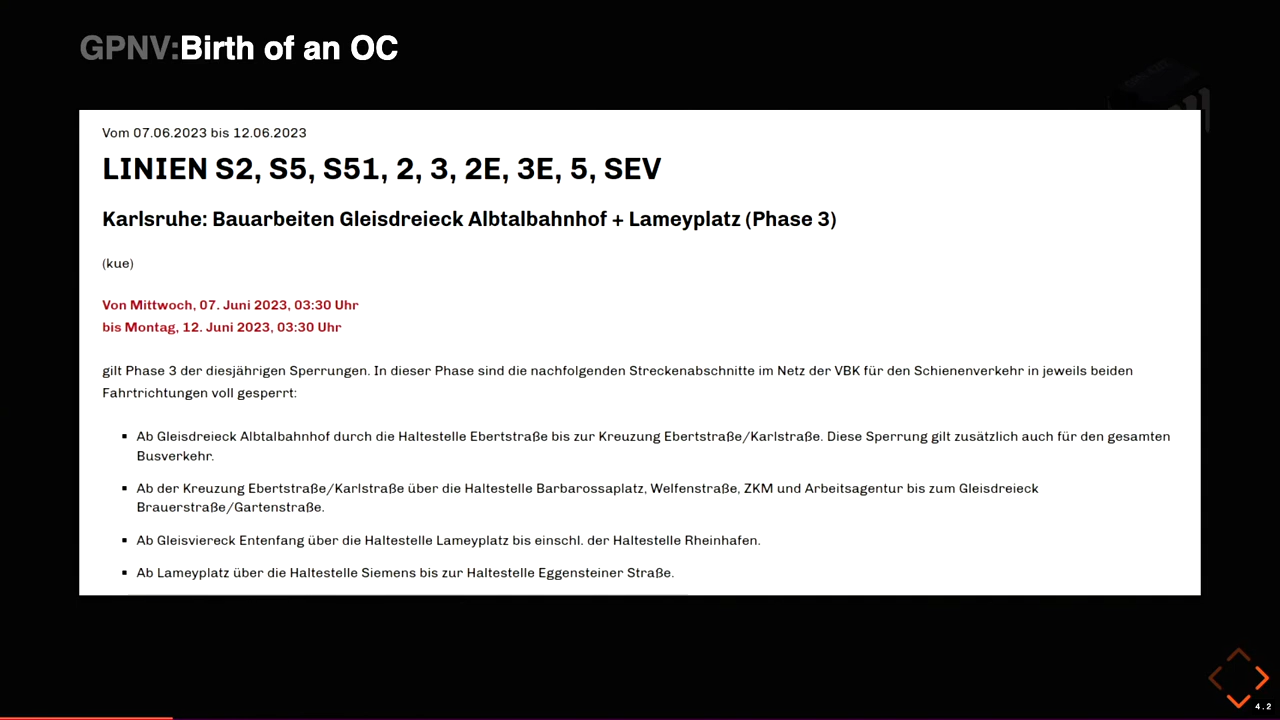 GPNV:Birth of an OC
Vom 07.06.2023 bis 12.06.2023
LINIEN S2, S5, S51, 2, 3, 2E, 3E, 5, SEV
Karlsruhe: Bauarbeiten Gleisdreieck Albtalbahnhof + Lameyplatz (Phase 3)
(kue)
Von Mittwoch, 07. Juni 2023, 03:30 Uhr
bis Montag, 12. Juni 2023, 03:30 Uhr
gilt Phase 3 der diesjährigen Sperrungen. In dieser Phase sind die nachfolgenden Streckenabschnitte im Netz der VBK für den Schienenverkehr in jeweils beiden
Fahrtrichtungen voll gesperrt:
▪ Ab Gleisdreieck Albtalbahnhof durch die Haltestelle Ebertstraße bis zur Kreuzung Ebertstraße/Karlstraße. Diese Sperrung gilt zusätzlich auch für den gesamten
Busverkehr.
▪ Ab der Kreuzung Ebertstraße/Karlstraße über die Haltestelle Barbarossaplatz, Welfenstraße, ZKM und Arbeitsagentur bis zum Gleisdreieck
Brauerstraße/Gartenstraße.
▪ Ab Gleisviereck Entenfang über die Haltestelle Lameyplatz bis einschl. der Haltestelle Rheinhafen.
▪ Ab Lameyplatz über die Haltestelle Siemens bis zur Haltestelle Eggensteiner Straße.
4.2